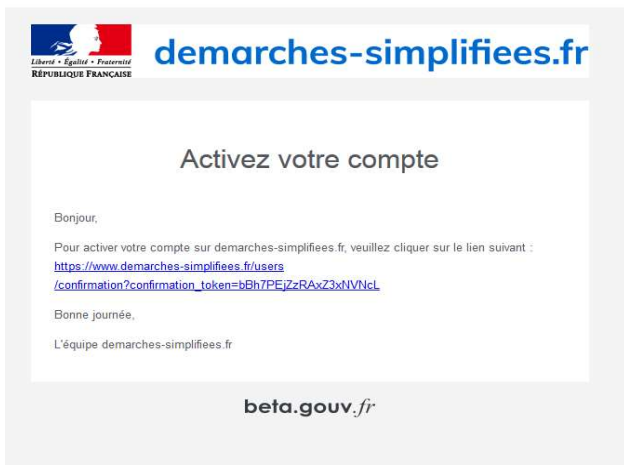 Liberté • Égalité • Fraternité
RÉPUBLIQUE FRANÇAISE
demarches-simplifiees.fr
Activez votre compte
Bonjour,
Pour activer votre compte sur demarches-simplifiees.fr, veuillez cliquer sur le lien suivant :
https://www.demarches-simplifiees.fr/users
/confirmation?confirmation_token=bBh7PEjZzRAxZ3xNVNcL
Bonne journée,
L'équipe demarches-simplifiees.fr
beta.gouv.fr